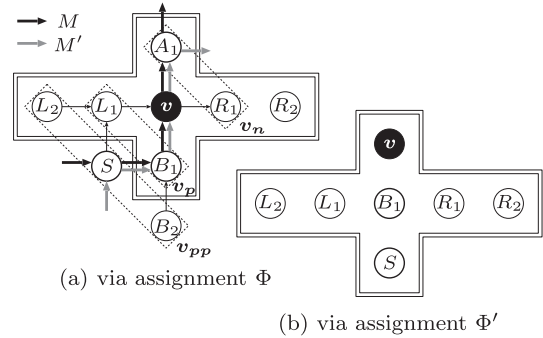 M
M′
A₁
L₂ L₁ v R₁ R₂
vₙ
S B₁
vₚ
B₂
vₚₚ
(a) via assignment Φ
v
L₂ L₁ B₁ R₁ R₂
S
(b) via assignment Φ′